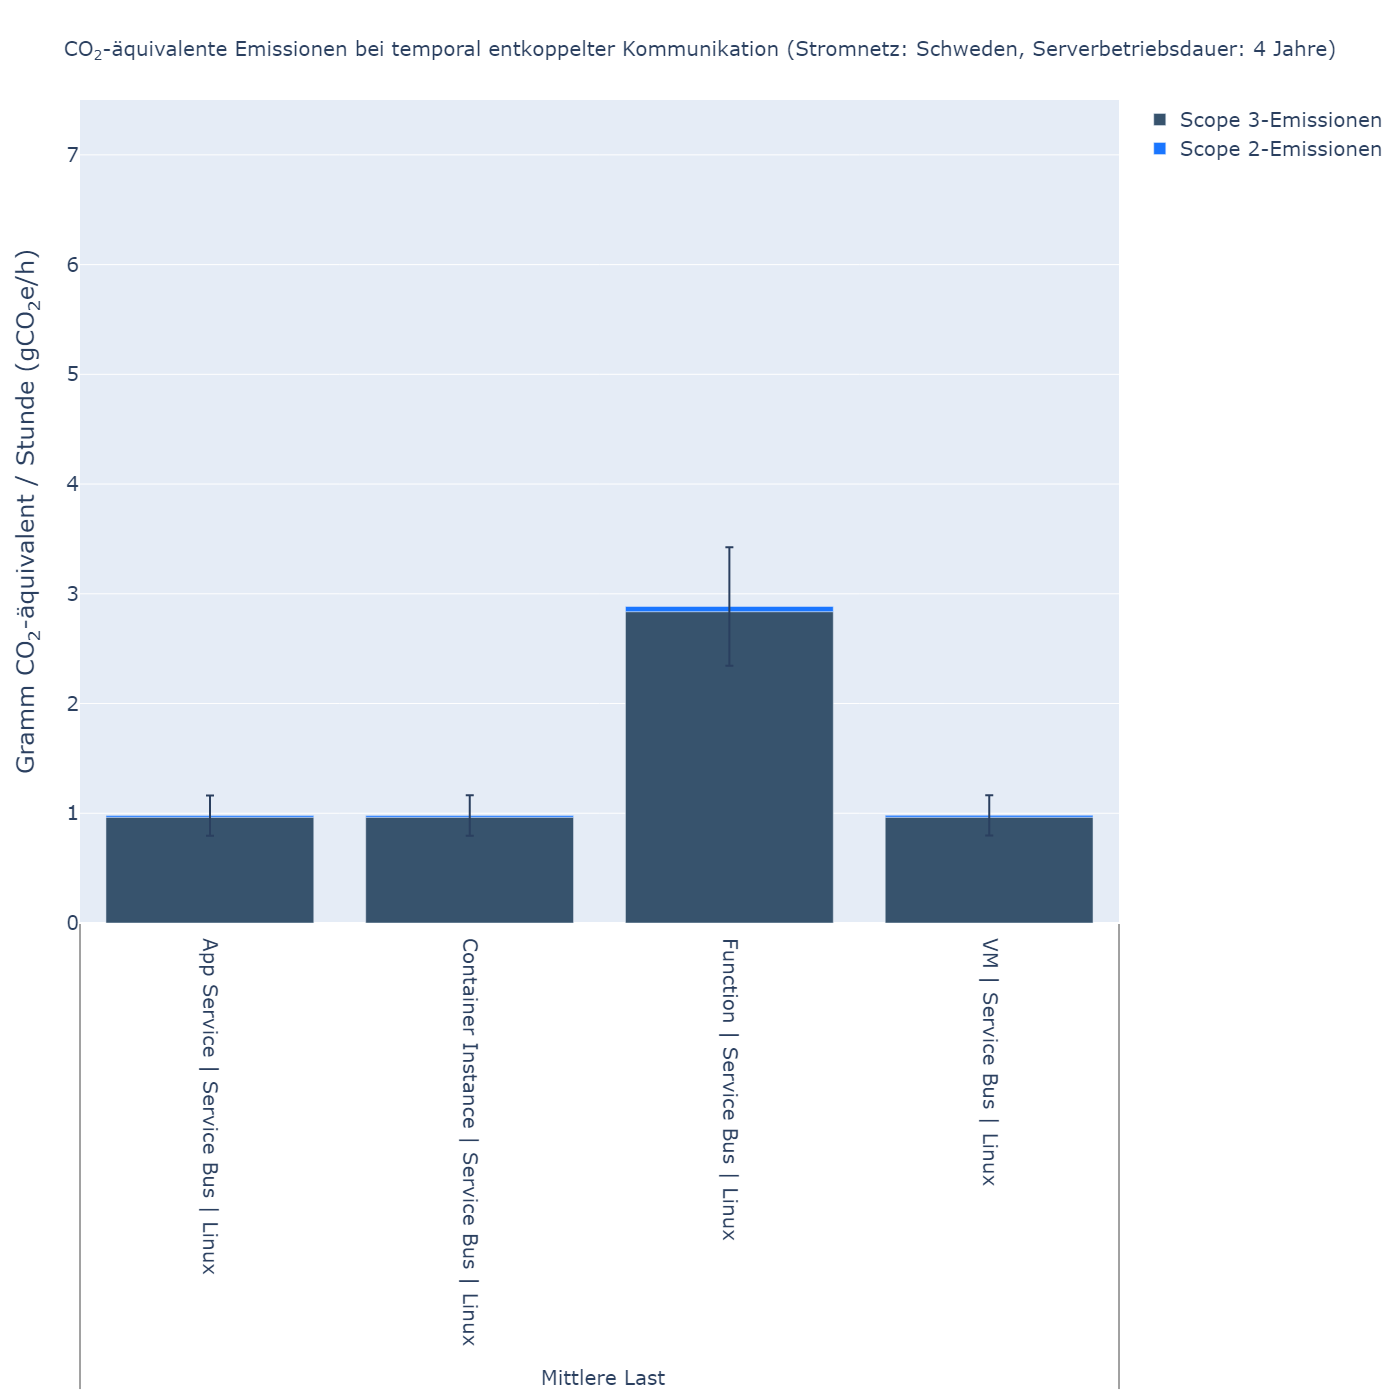 CO₂-äquivalente Emissionen bei temporal entkoppelter Kommunikation (Stromnetz: Schweden, Serverbetriebsdauer: 4 Jahre)
Scope 3-Emissionen
Scope 2-Emissionen
Gramm CO₂-äquivalent / Stunde (gCO₂e/h)
7
6
5
4
3
2
1
0
App Service | Service Bus | Linux
Container Instance | Service Bus | Linux
Function | Service Bus | Linux
VM | Service Bus | Linux
Mittlere Last